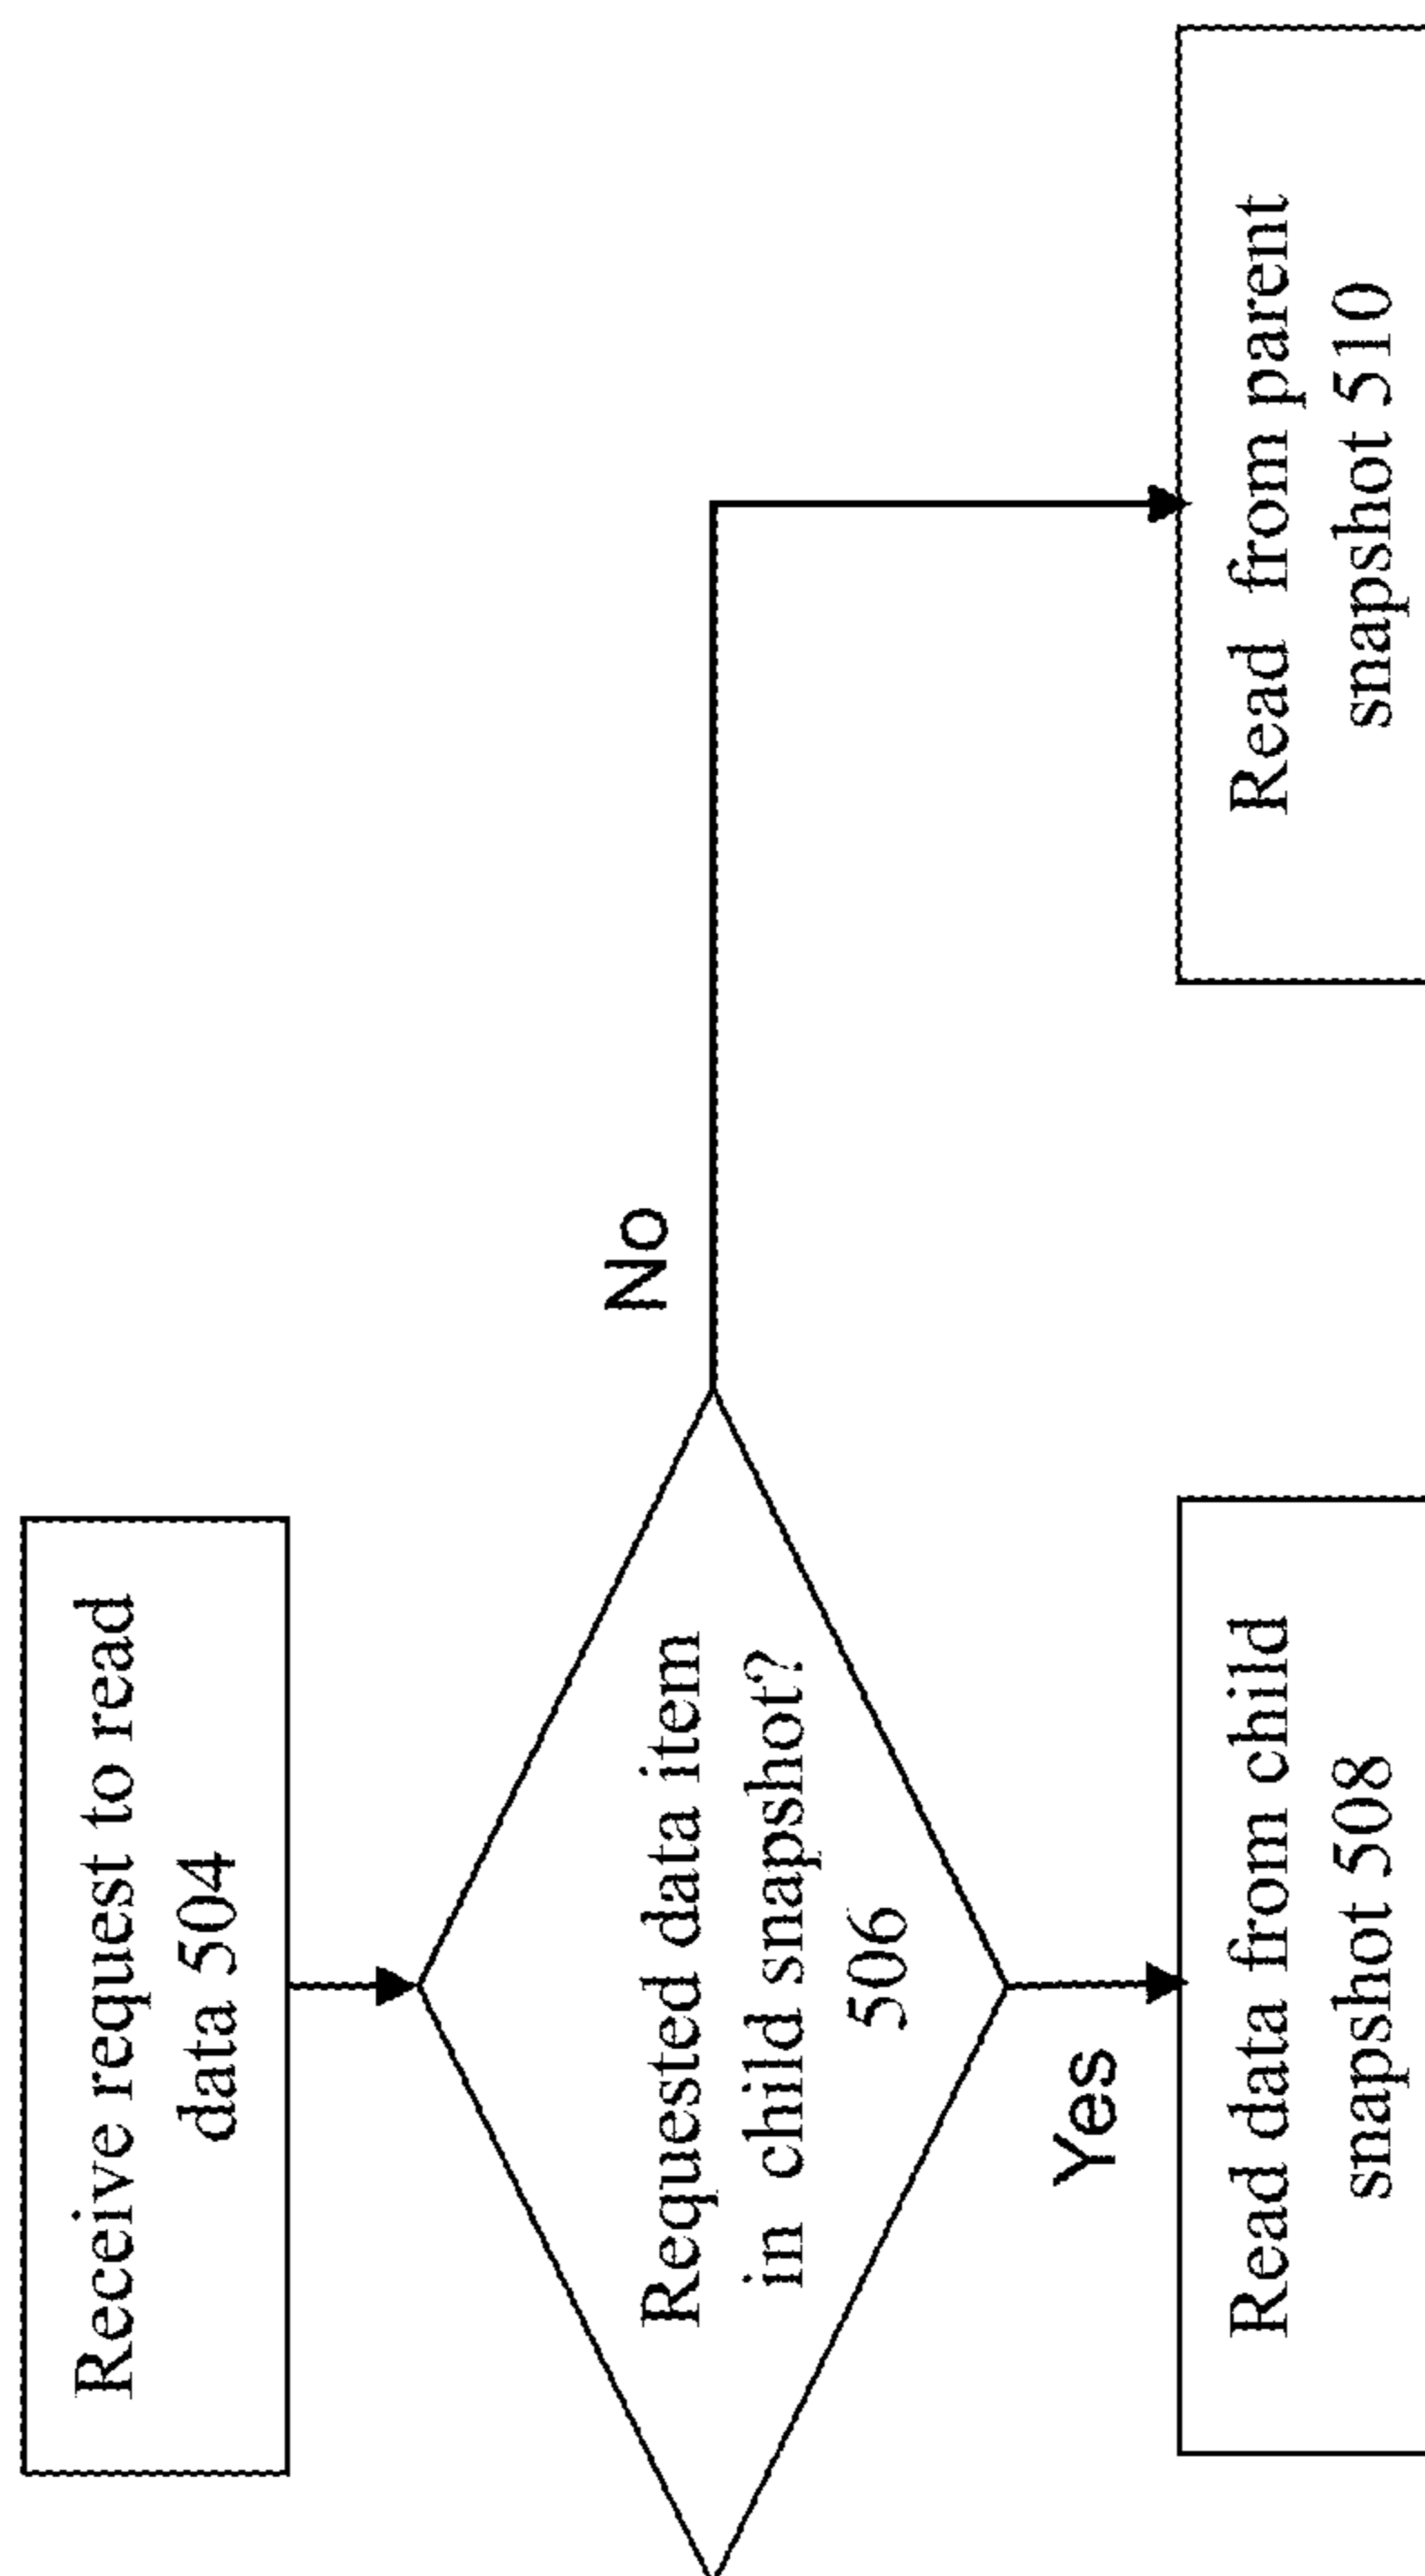 Receive request to read
data 504
Requested data item
in child snapshot?
506
No
Yes
Read data from child
snapshot 508
Read from parent
snapshot 510